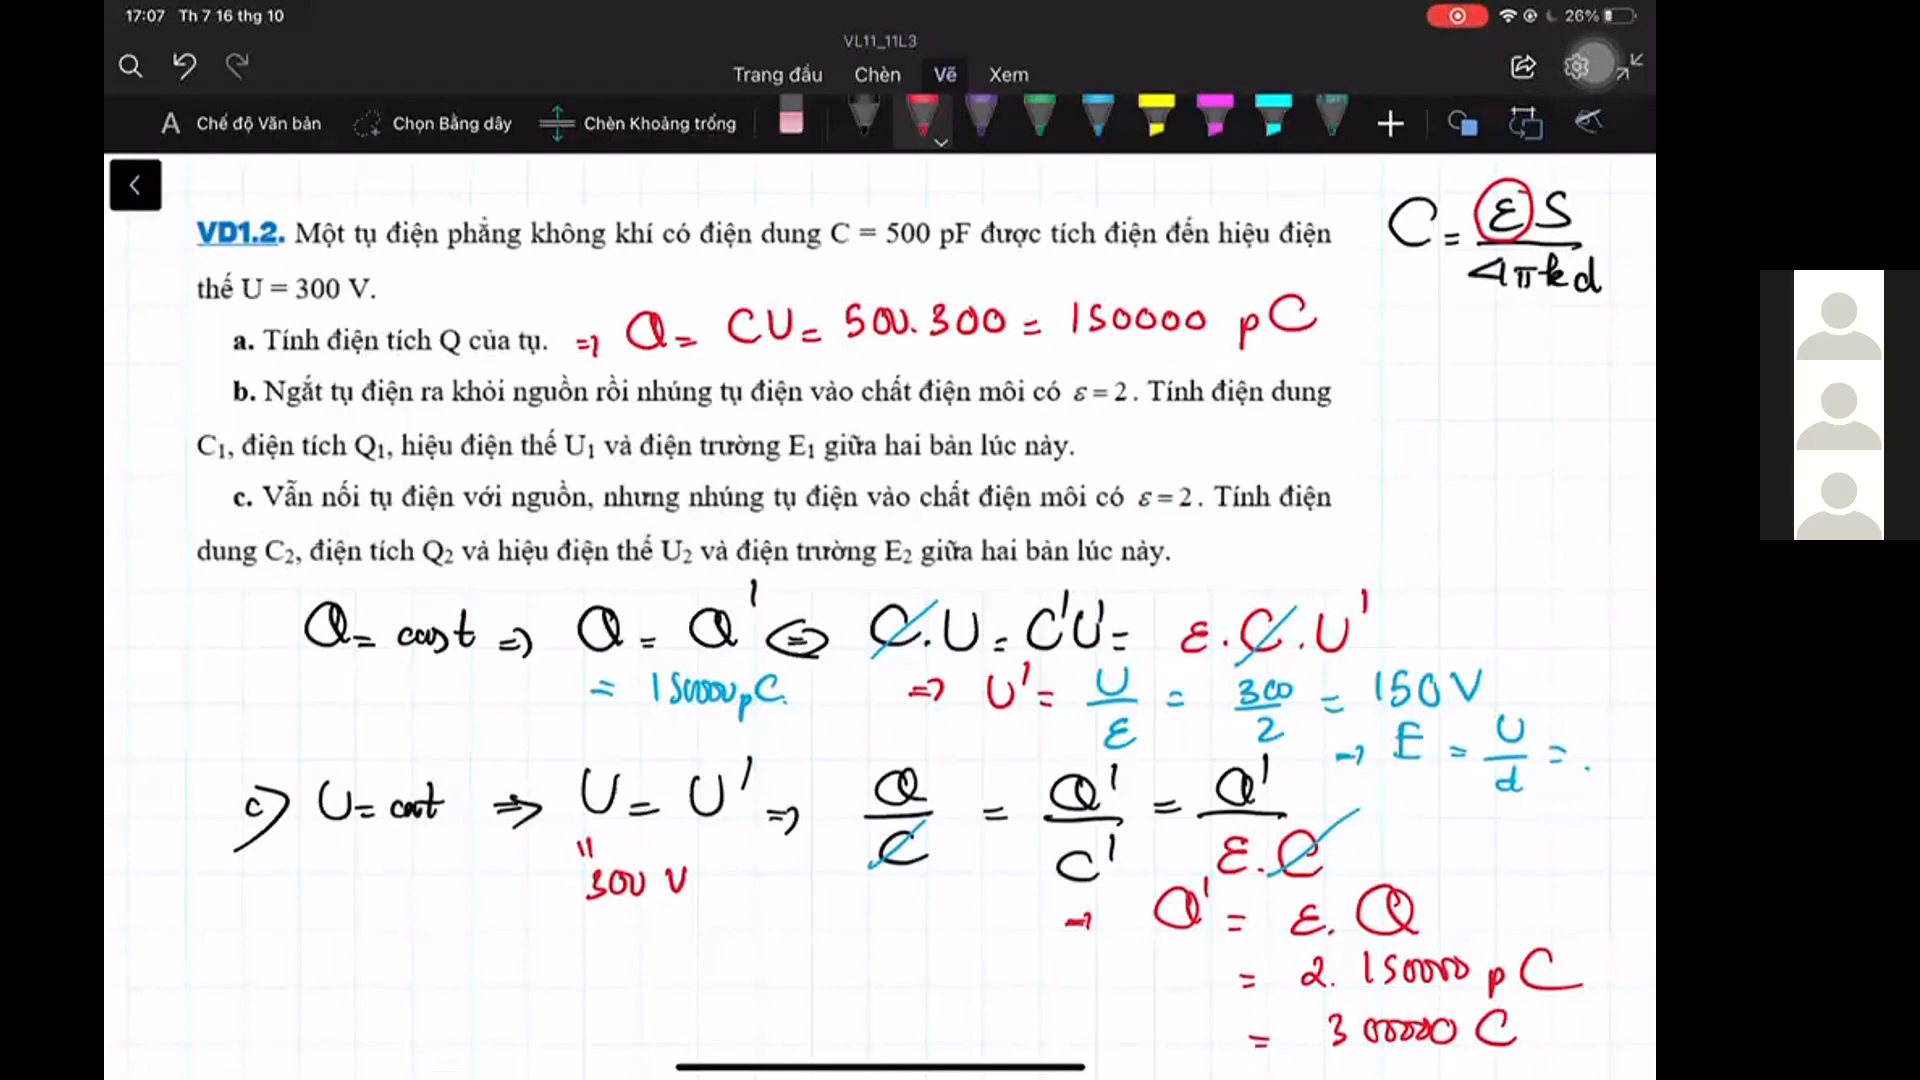 17:07 Th 7 16 thg 10
26%
VL11_11L3
Trang đầu Chèn Vẽ Xem
A Chế độ Văn bản Chọn Bằng dây Chèn Khoảng trống
VD1.2. Một tụ điện phẳng không khí có điện dung C = 500 pF được tích điện đến hiệu điện
thế U = 300 V.
C = εS / 4πkd
a. Tính điện tích Q của tụ. ⇒ Q = CU = 500.300 = 150000 pC
b. Ngắt tụ điện ra khỏi nguồn rồi nhúng tụ điện vào chất điện môi có ε = 2. Tính điện dung
C₁, điện tích Q₁, hiệu điện thế U₁ và điện trường E₁ giữa hai bản lúc này.
c. Vẫn nối tụ điện với nguồn, nhưng nhúng tụ điện vào chất điện môi có ε = 2. Tính điện
dung C₂, điện tích Q₂ và hiệu điện thế U₂ và điện trường E₂ giữa hai bản lúc này.
Q = cost ⇒ Q = Q' ⇔ C.U = C'U' = ε.C.U'
= 150000pC. ⇒ U' = U/ε = 300/2 = 150V
→ E = U/d = .
c) U = cost ⇒ U = U' ⇒ Q/C = Q'/C' = Q'/ε.C
" 300 V
⇒ Q' = ε. Q
= 2. 150000 pC
= 300000 C